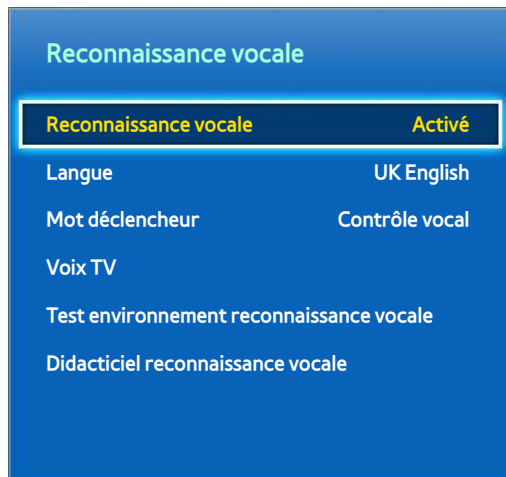 Reconnaissance vocale
Reconnaissance vocale Activé
Langue UK English
Mot déclencheur Contrôle vocal
Voix TV
Test environnement reconnaissance vocale
Didacticiel reconnaissance vocale